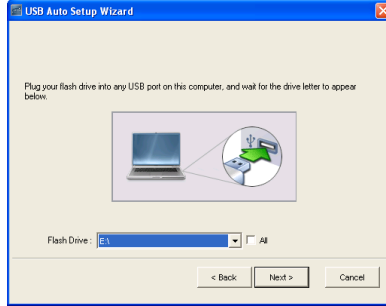 USB Auto Setup Wizard
Plug your flash drive into any USB port on this computer, and wait for the drive letter to appear
below.
Flash Drive : E:\ All
< Back Next > Cancel